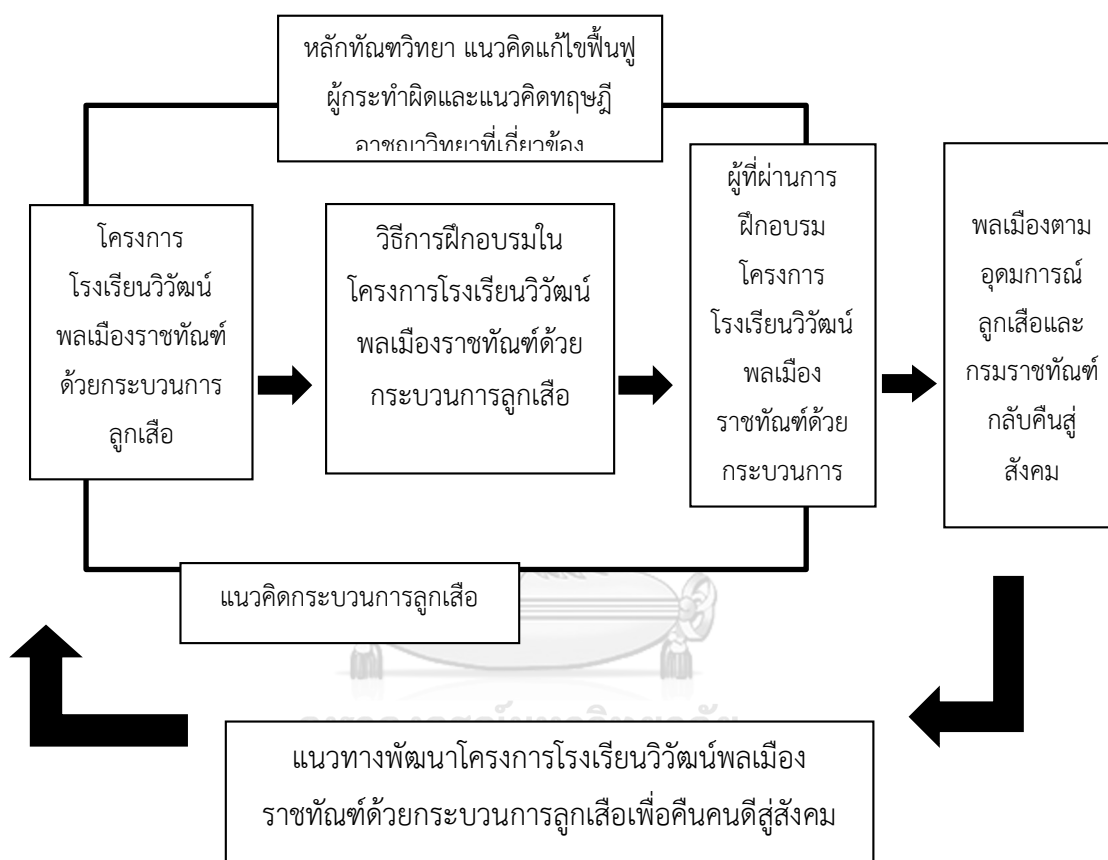 หลักทัณฑวิทยา แนวคิดแก้ไขฟื้นฟู
ผู้กระทำผิดและแนวคิดทฤษฎี
อาชญาวิทยาที่เกี่ยวข้อง
โครงการ
โรงเรียนวิวัฒน์
พลเมืองราชทัณฑ์
ด้วยกระบวนการ
ลูกเสือ
วิธีการฝึกอบรมใน
โครงการโรงเรียนวิวัฒน์
พลเมืองราชทัณฑ์ด้วย
กระบวนการลูกเสือ
ผู้ที่ผ่านการ
ฝึกอบรม
โครงการ
โรงเรียนวิวัฒน์
พลเมือง
ราชทัณฑ์ด้วย
กระบวนการ
พลเมืองตาม
อุดมการณ์
ลูกเสือและ
กรมราชทัณฑ์
กลับคืนสู่
สังคม
แนวคิดกระบวนการลูกเสือ
แนวทางพัฒนาโครงการโรงเรียนวิวัฒน์พลเมือง
ราชทัณฑ์ด้วยกระบวนการลูกเสือเพื่อคืนคนดีสู่สังคม